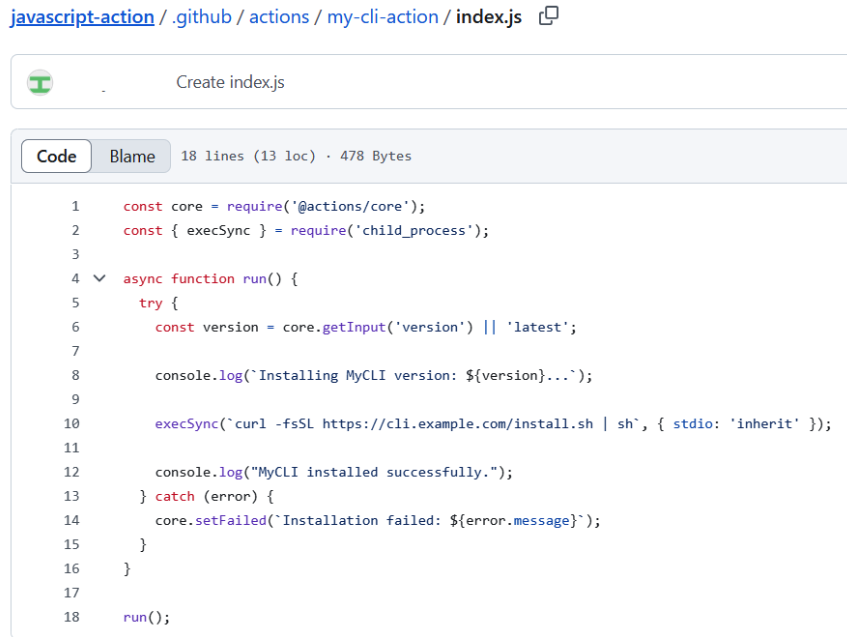 javascript-action / .github / actions / my-cli-action / index.js
Create index.js
Code Blame 18 lines (13 loc) · 478 Bytes
1 const core = require('@actions/core');
2 const { execSync } = require('child_process');
3
4 async function run() {
5 try {
6 const version = core.getInput('version') || 'latest';
7
8 console.log(`Installing MyCLI version: ${version}...`);
9
10 execSync(`curl -fsSL https://cli.example.com/install.sh | sh`, { stdio: 'inherit' });
11
12 console.log("MyCLI installed successfully.");
13 } catch (error) {
14 core.setFailed(`Installation failed: ${error.message}`);
15 }
16 }
17
18 run();